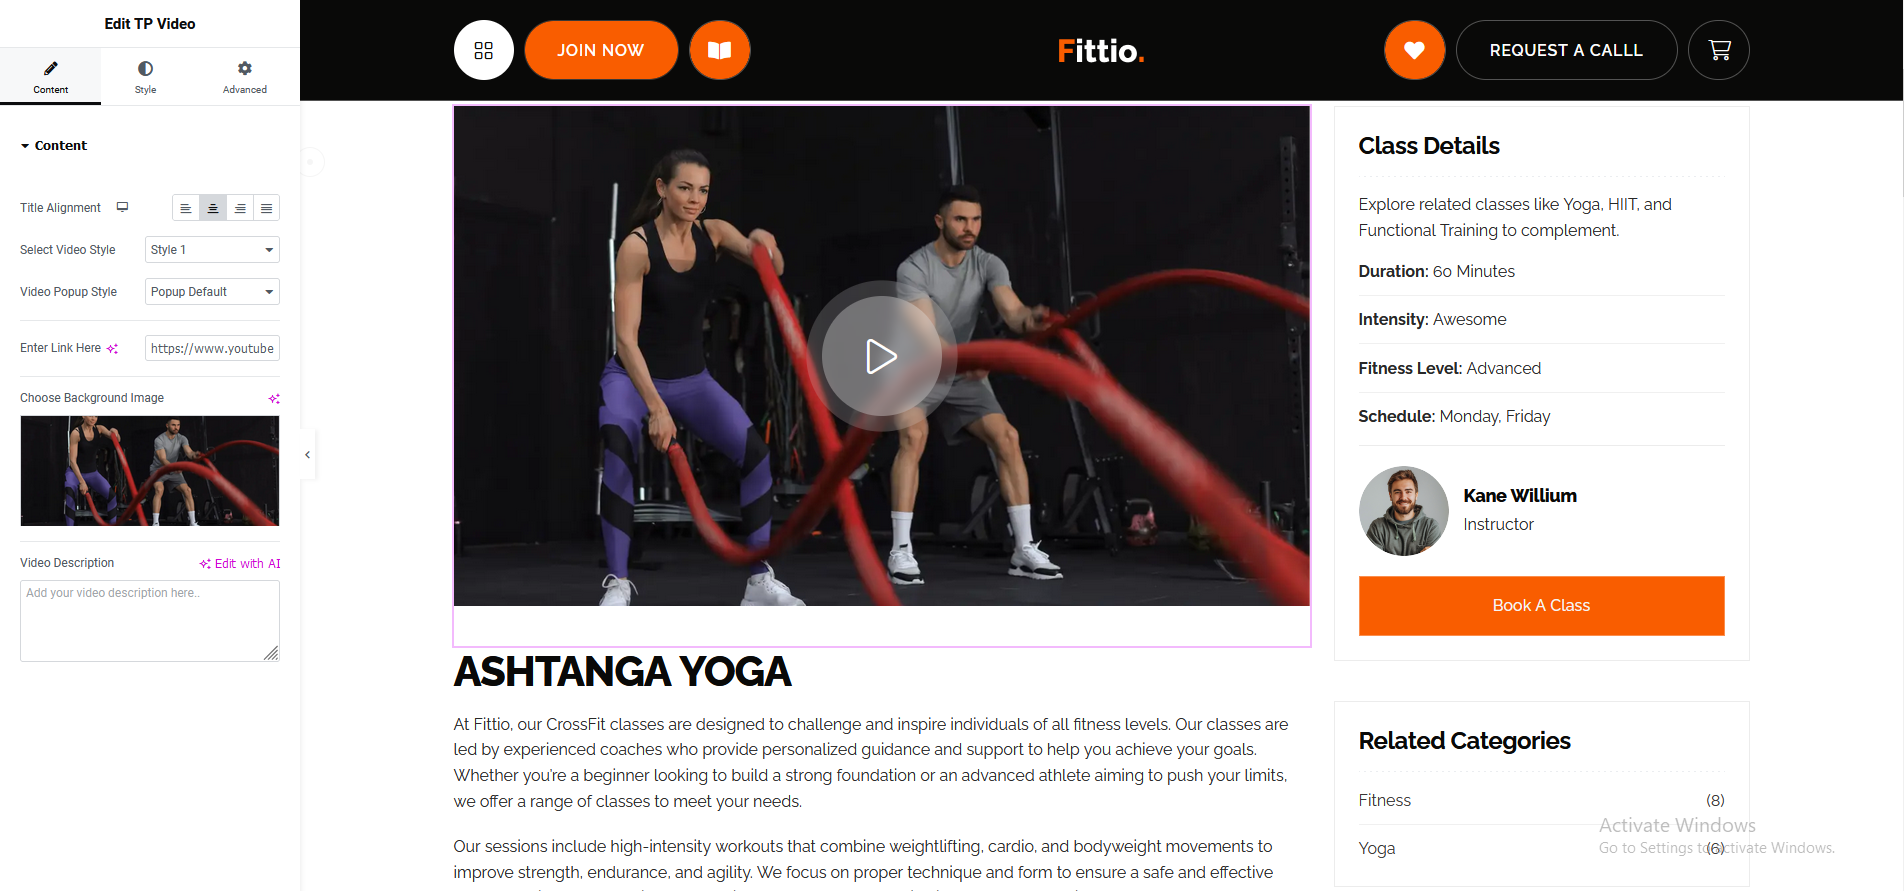 Edit TP Video
Content
Style
Advanced
Content
Title Alignment
Select Video Style
Style 1
Video Popup Style
Popup Default
Enter Link Here
https://www.youtube
Choose Background Image
Video Description
Edit with AI
Add your video description here..
JOIN NOW
Fittio.
REQUEST A CALLL
ASHTANGA YOGA
At Fittio, our CrossFit classes are designed to challenge and inspire individuals of all fitness levels. Our classes are
led by experienced coaches who provide personalized guidance and support to help you achieve your goals.
Whether you're a beginner looking to build a strong foundation or an advanced athlete aiming to push your limits,
we offer a range of classes to meet your needs.
Our sessions include high-intensity workouts that combine weightlifting, cardio, and bodyweight movements to
improve strength, endurance, and agility. We focus on proper technique and form to ensure a safe and effective
Class Details
Explore related classes like Yoga, HIIT, and
Functional Training to complement.
Duration: 60 Minutes
Intensity: Awesome
Fitness Level: Advanced
Schedule: Monday, Friday
Kane Willium
Instructor
Book A Class
Related Categories
Fitness (8)
Yoga (6)
Activate Windows
Go to Settings to activate Windows.